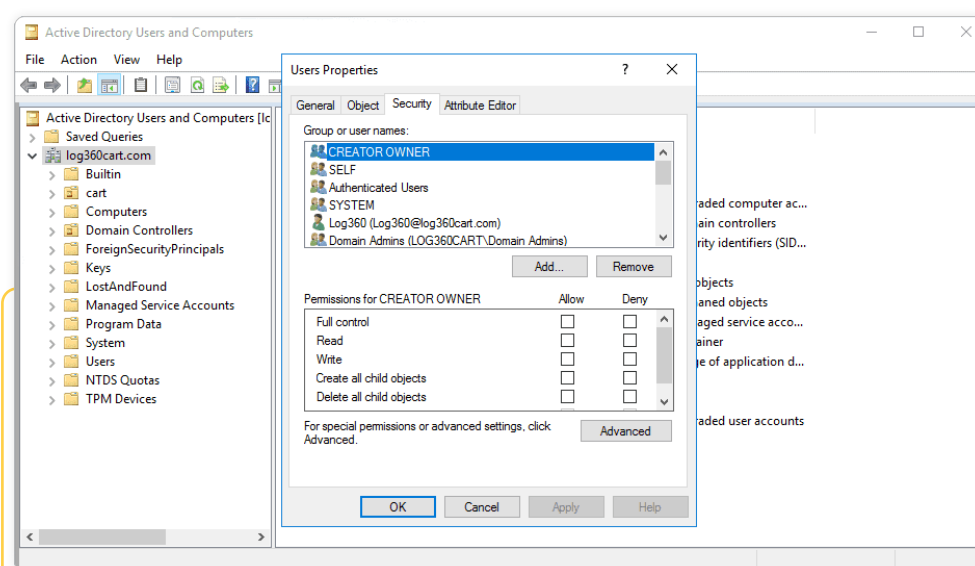 Active Directory Users and Computers
File Action View Help
Active Directory Users and Computers [lc
Saved Queries
log360cart.com
Builtin
cart
Computers
Domain Controllers
ForeignSecurityPrincipals
Keys
LostAndFound
Managed Service Accounts
Program Data
System
Users
NTDS Quotas
TPM Devices
Users Properties
General Object Security Attribute Editor
Group or user names:
CREATOR OWNER
SELF
Authenticated Users
SYSTEM
Log360 (Log360@log360cart.com)
Domain Admins (LOG360CART\Domain Admins)
Add... Remove
Permissions for CREATOR OWNER Allow Deny
Full control
Read
Write
Create all child objects
Delete all child objects
For special permissions or advanced settings, click
Advanced.
Advanced
OK Cancel Apply Help
raded computer ac...
ain controllers
rity identifiers (SID...
objects
aned objects
aged service acco...
ainer
e of application d...
raded user accounts